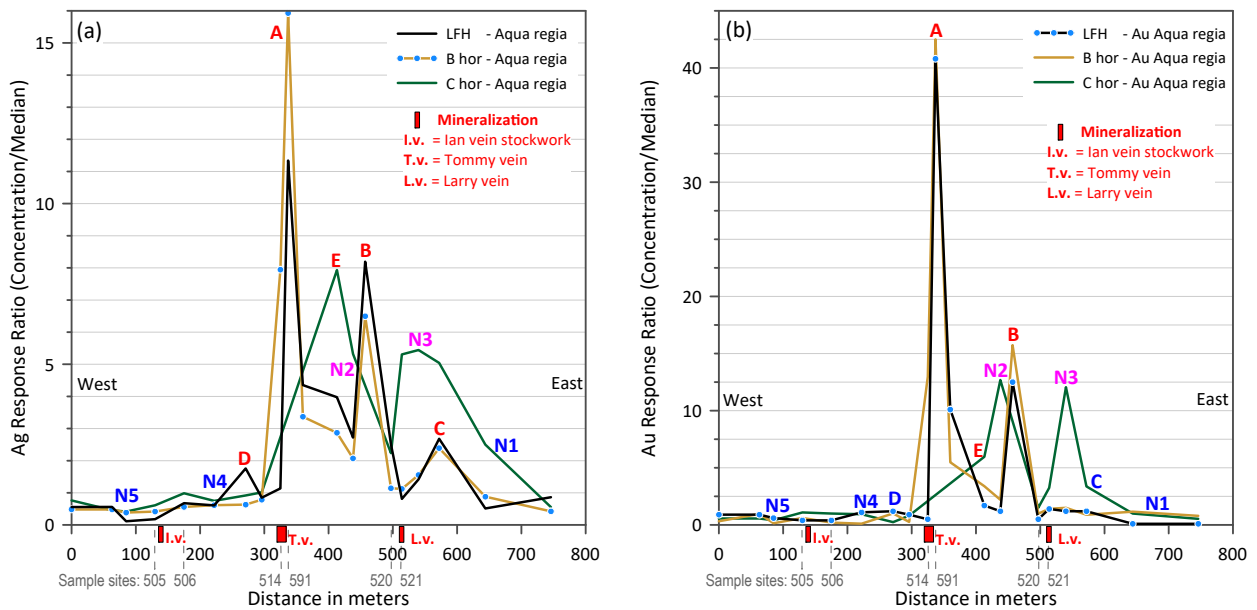 (a)
LFH - Aqua regia
B hor - Aqua regia
C hor - Aqua regia
Mineralization
I.v. = Ian vein stockwork
T.v. = Tommy vein
L.v. = Larry vein
Ag Response Ratio (Concentration/Median)
15
10
5
0
A
E
B
N3
N2
West
East
D
C
N1
N5
N4
I.v.
T.v.
L.v.
0 100 200 300 400 500 600 700 800
Sample sites: 505 506 514 591 520 521
Distance in meters
(b)
LFH - Au Aqua regia
B hor - Au Aqua regia
C hor - Au Aqua regia
Mineralization
I.v. = Ian vein stockwork
T.v. = Tommy vein
L.v. = Larry vein
Au Response Ratio (Concentration/Median)
40
30
20
10
0
A
B
N2
N3
West
East
E
C
N5
N4
D
N1
I.v.
T.v.
L.v.
0 100 200 300 400 500 600 700 800
505 506 514 591 520 521
Distance in meters